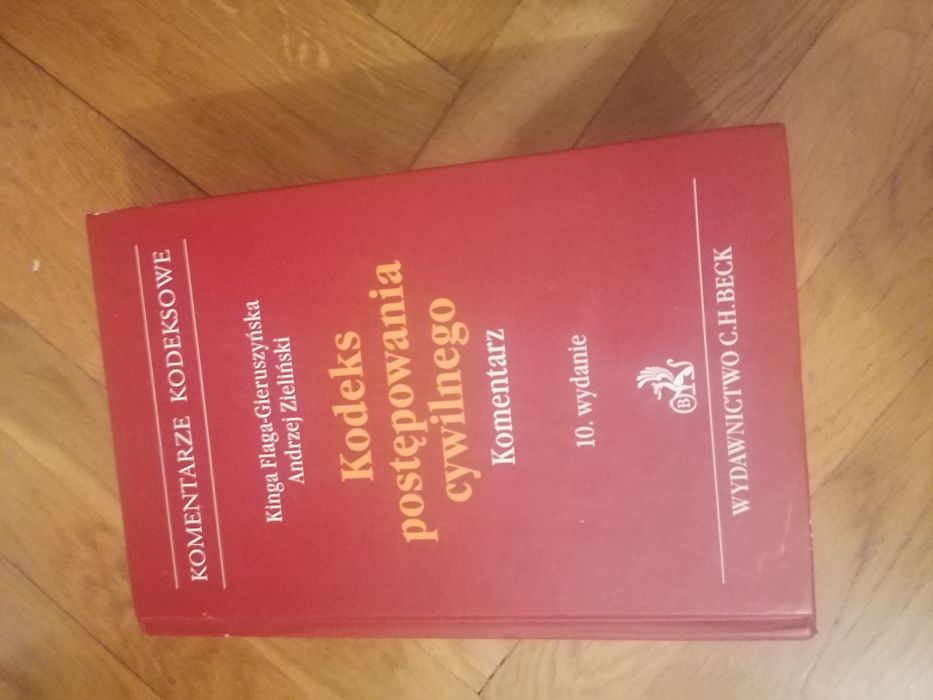 KOMENTARZE KODEKSOWE
Kinga Flaga-Gieruszyńska
Andrzej Zieliński
Kodeks
postępowania
cywilnego
Komentarz
10. wydanie
B
WYDAWNICTWO C.H.BECK